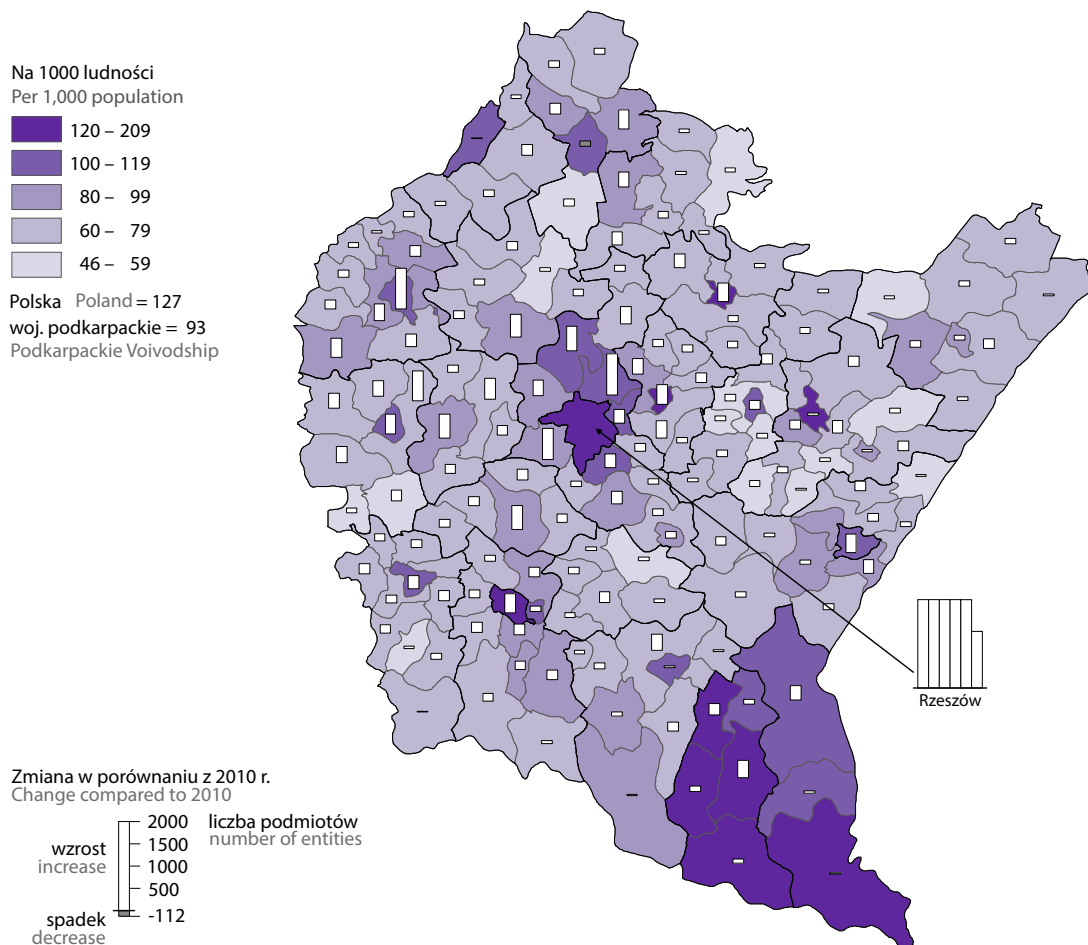 Na 1000 ludności
Per 1,000 population
120 – 209
100 – 119
80 – 99
60 – 79
46 – 59
Polska Poland = 127
woj. podkarpackie = 93
Podkarpackie Voivodship
Rzeszów
Zmiana w porównaniu z 2010 r.
Change compared to 2010
2000 liczba podmiotów
1500 number of entities
wzrost
increase
1000
500
-112
spadek
decrease